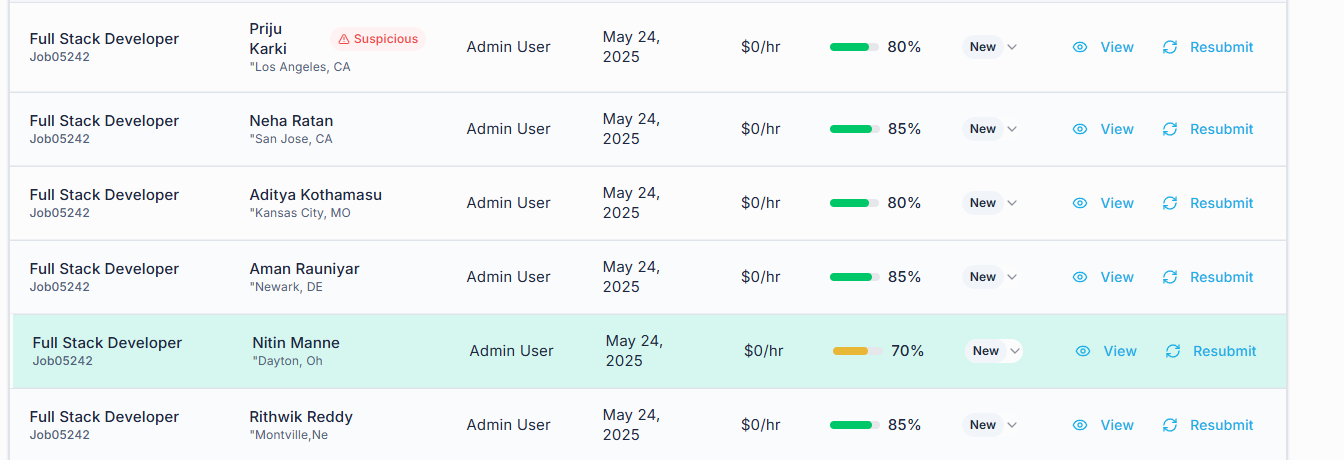 Full Stack Developer
Job05242
Priju
Karki
Suspicious
"Los Angeles, CA
Admin User
May 24,
2025
$0/hr
80%
New
View
Resubmit
Full Stack Developer
Job05242
Neha Ratan
"San Jose, CA
Admin User
May 24,
2025
$0/hr
85%
New
View
Resubmit
Full Stack Developer
Job05242
Aditya Kothamasu
"Kansas City, MO
Admin User
May 24,
2025
$0/hr
80%
New
View
Resubmit
Full Stack Developer
Job05242
Aman Rauniyar
"Newark, DE
Admin User
May 24,
2025
$0/hr
85%
New
View
Resubmit
Full Stack Developer
Job05242
Nitin Manne
"Dayton, Oh
Admin User
May 24,
2025
$0/hr
70%
New
View
Resubmit
Full Stack Developer
Job05242
Rithwik Reddy
"Montville,Ne
Admin User
May 24,
2025
$0/hr
85%
New
View
Resubmit